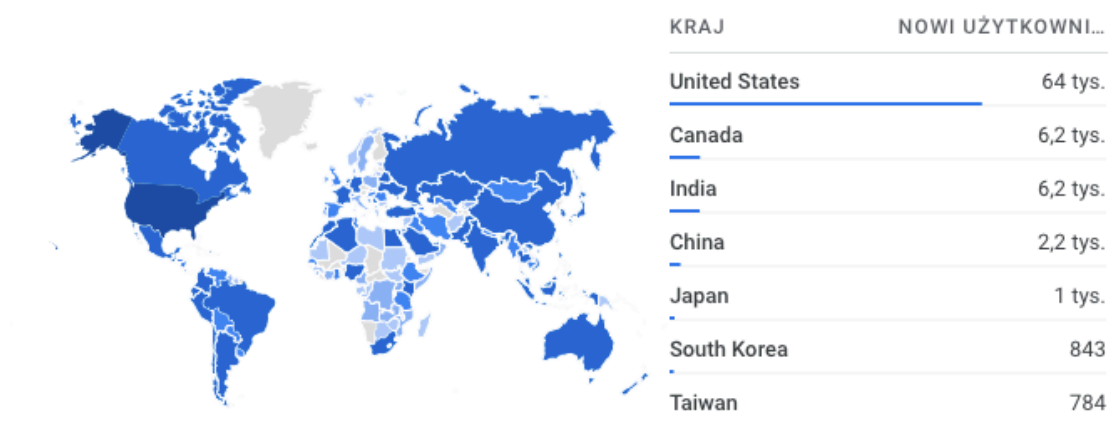 KRAJ NOWI UŻYTKOWNI...
United States 64 tys.
Canada 6,2 tys.
India 6,2 tys.
China 2,2 tys.
Japan 1 tys.
South Korea 843
Taiwan 784